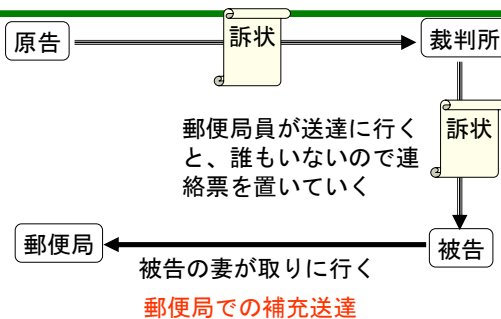 原告
訴状
裁判所
郵便局員が送達に行く
と、誰もいないので連
絡票を置いていく
訴状
郵便局
被告
被告の妻が取りに行く
郵便局での補充送達